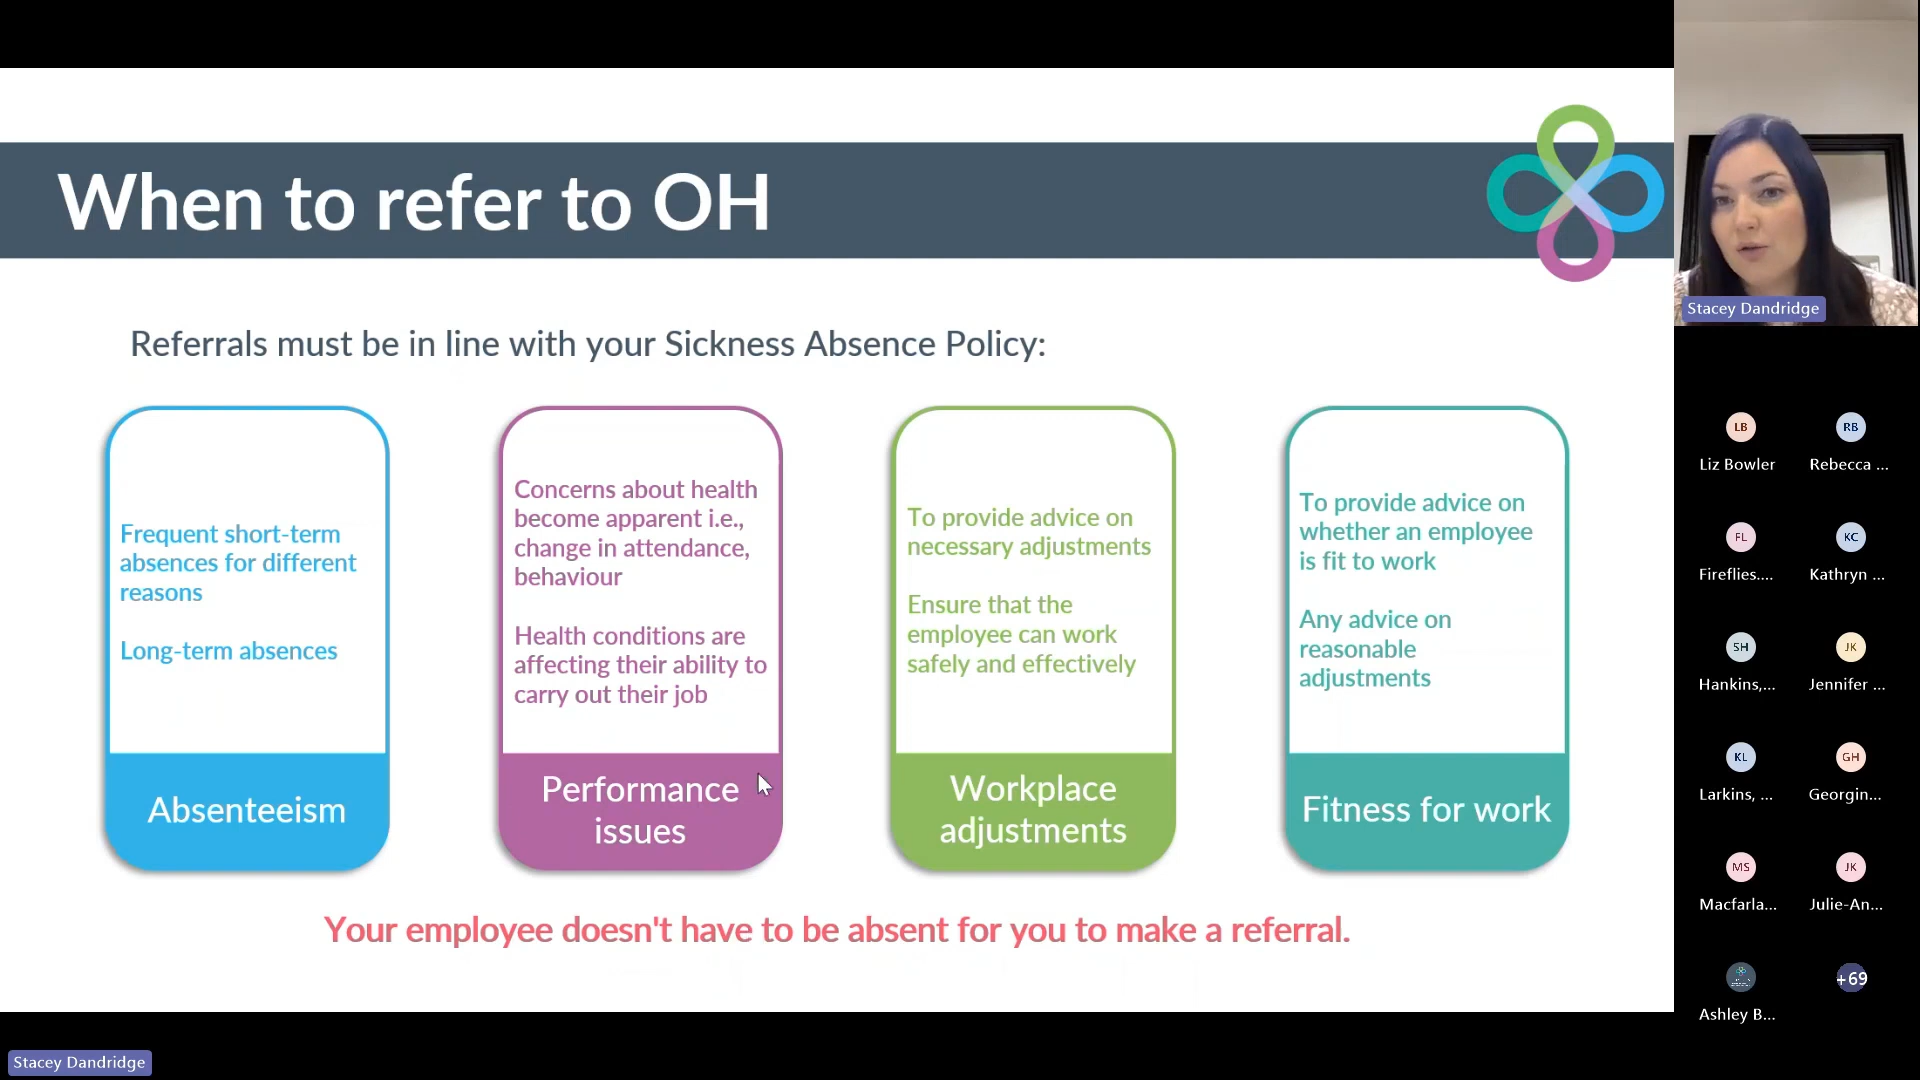 When to refer to OH
Referrals must be in line with your Sickness Absence Policy:
Frequent short-term
absences for different
reasons
Long-term absences
Absenteeism
Concerns about health
become apparent i.e.,
change in attendance,
behaviour
Health conditions are
affecting their ability to
carry out their job
Performance
issues
To provide advice on
necessary adjustments
Ensure that the
employee can work
safely and effectively
Workplace
adjustments
To provide advice on
whether an employee
is fit to work
Any advice on
reasonable
adjustments
Fitness for work
Your employee doesn't have to be absent for you to make a referral.
Stacey Dandridge
LB
Liz Bowler
RB
Rebecca ...
FL
Fireflies....
KC
Kathryn ...
SH
Hankins,...
JK
Jennifer ...
KL
Larkins, ...
GH
Georgin...
MS
Macfarla...
JK
Julie-An...
Ashley B...
+69
Stacey Dandridge